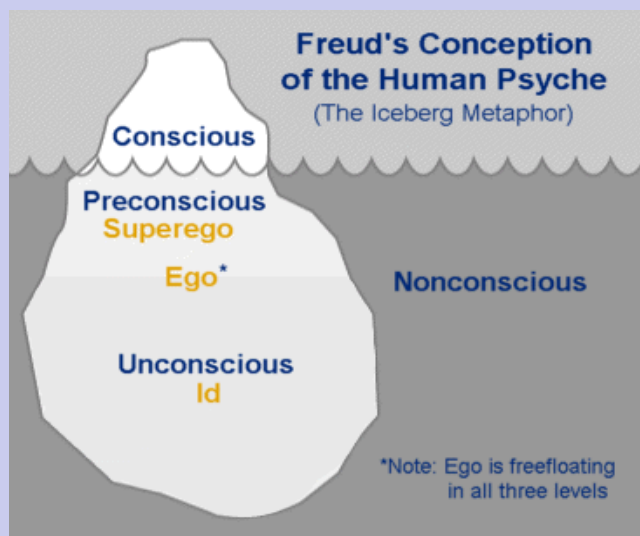 Freud's Conception
of the Human Psyche
(The Iceberg Metaphor)
Conscious
Preconscious
Superego
Ego*
Nonconscious
Unconscious
Id
*Note: Ego is freefloating
in all three levels